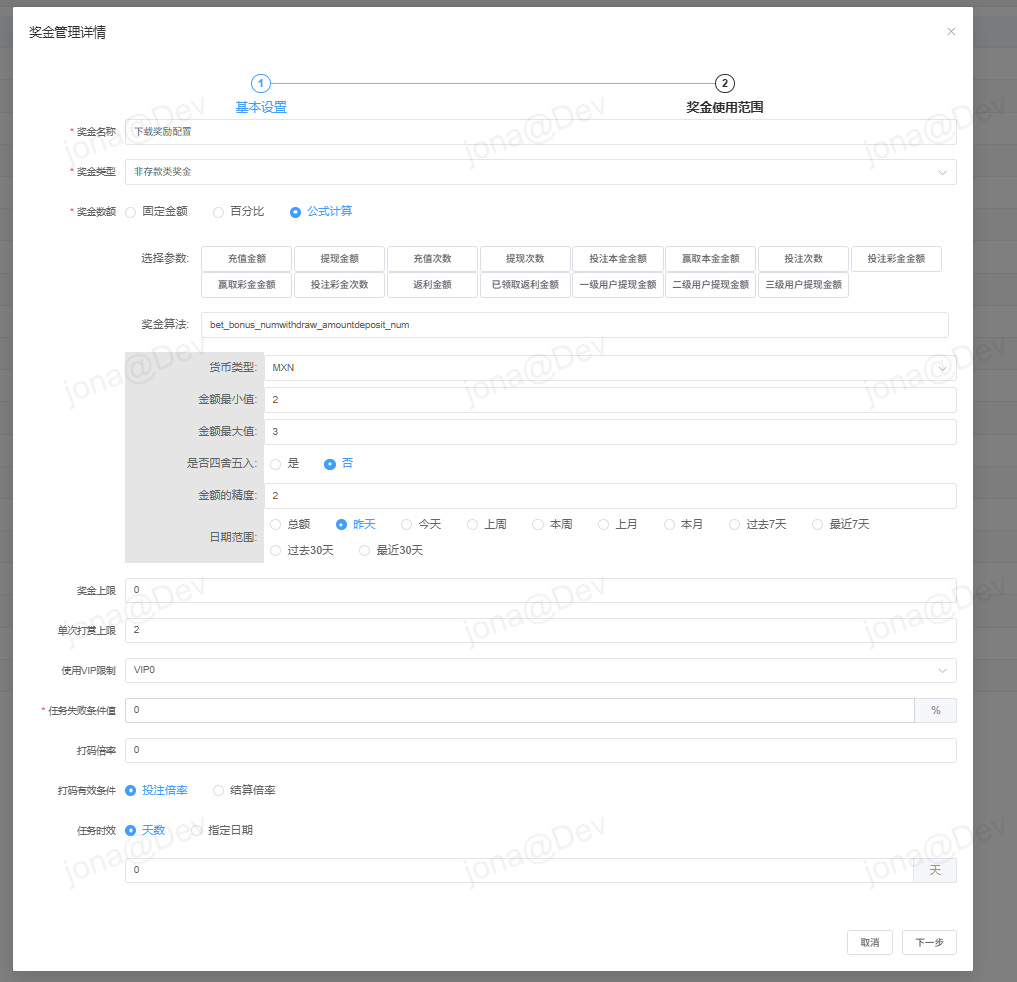 奖金管理详情
1 2
基本设置 奖金使用范围
* 奖金名称 下载奖励配置
* 奖金类型 非存款类奖金
* 奖金数额 固定金额 百分比 公式计算
选择参数: 充值金额 提现金额 充值次数 提现次数 投注本金金额 赢取本金金额 投注次数 投注彩金金额
赢取彩金金额 投注彩金次数 返利金额 已领取返利金额 一级用户提现金额 二级用户提现金额 三级用户提现金额
奖金算法: bet_bonus_numwithdraw_amountdeposit_num
货币类型: MXN
金额最小值: 2
金额最大值: 3
是否四舍五入: 是 否
金额的精度: 2
日期范围: 总额 昨天 今天 上周 本周 上月 本月 过去7天 最近7天
过去30天 最近30天
奖金上限 0
单次打赏上限 2
使用VIP限制 VIP0
* 任务失败条件值 0 %
打码倍率 0
打码有效条件 投注倍率 结算倍率
任务时效 天数 指定日期
0 天
取消 下一步
jona@Dev jona@Dev jona@Dev
jona@Dev jona@Dev jona@Dev
jona@Dev jona@Dev jona@Dev
jona@Dev jona@Dev jona@Dev